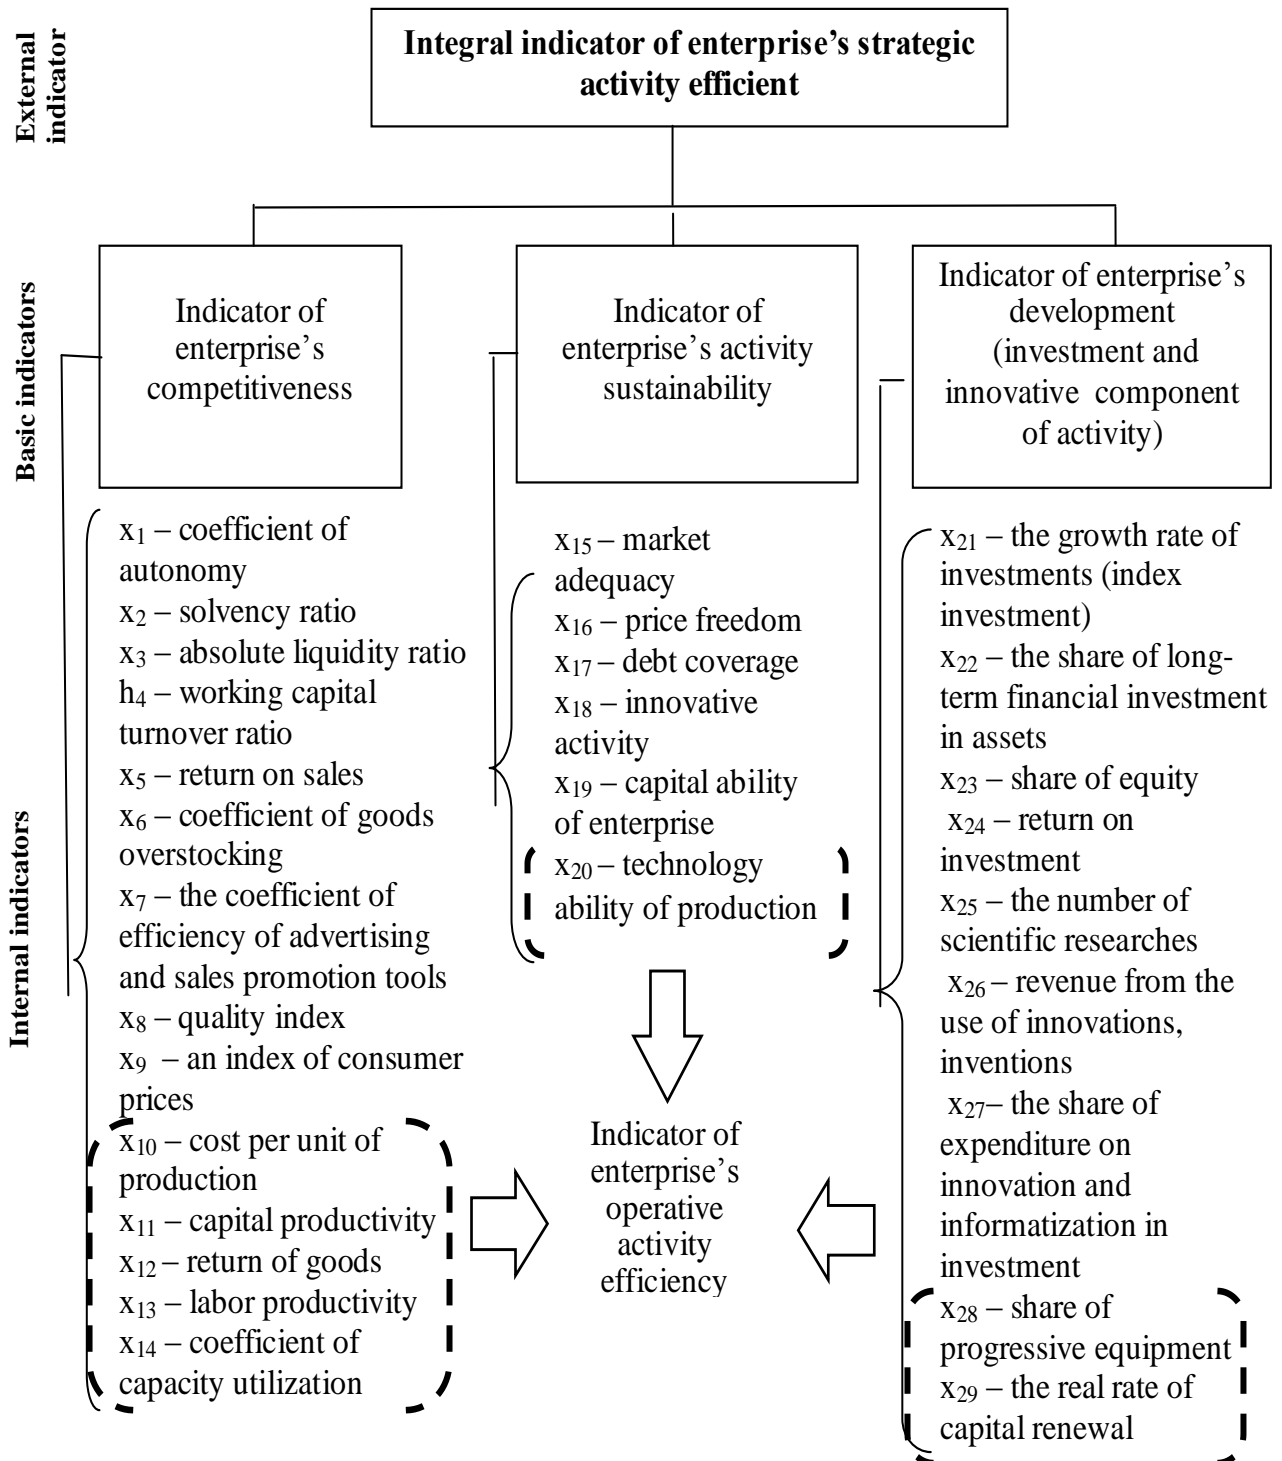 External
indicator
Integral indicator of enterprise’s strategic
activity efficient
Basic indicators
Indicator of
enterprise’s
competitiveness
Indicator of
enterprise’s activity
sustainability
Indicator of enterprise’s
development
(investment and
innovative component
of activity)
Internal indicators
x1 – coefficient of
autonomy
x2 – solvency ratio
x3 – absolute liquidity ratio
h4 – working capital
turnover ratio
x5 – return on sales
x6 – coefficient of goods
overstocking
x7 – the coefficient of
efficiency of advertising
and sales promotion tools
x8 – quality index
x9 – an index of consumer
prices
x10 – cost per unit of
production
x11 – capital productivity
x12 – return of goods
x13 – labor productivity
x14 – coefficient of
capacity utilization
x15 – market
adequacy
x16 – price freedom
x17 – debt coverage
x18 – innovative
activity
x19 – capital ability
of enterprise
x20 – technology
ability of production
Indicator of
enterprise’s
operative
activity
efficiency
x21 – the growth rate of
investments (index
investment)
x22 – the share of long-
term financial investment
in assets
x23 – share of equity
x24 – return on
investment
x25 – the number of
scientific researches
x26 – revenue from the
use of innovations,
inventions
x27– the share of
expenditure on
innovation and
informatization in
investment
x28 – share of
progressive equipment
x29 – the real rate of
capital renewal